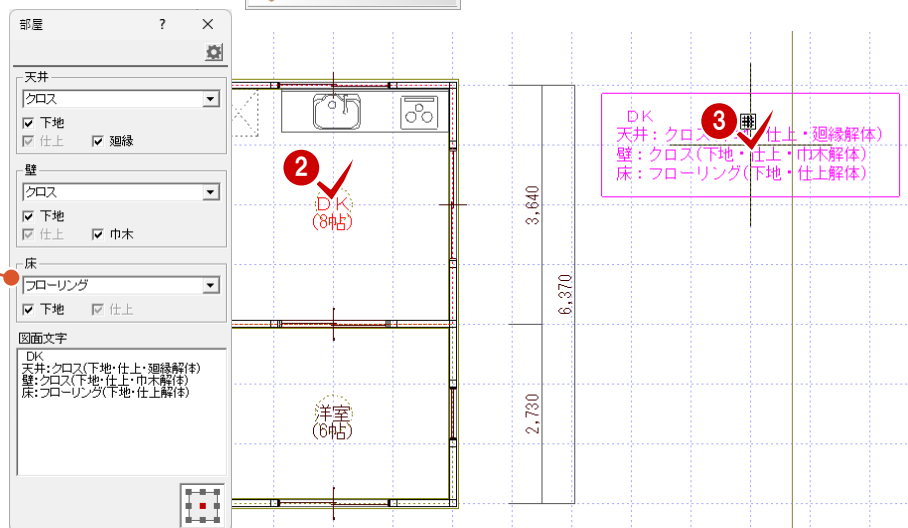 部屋
?
×
天井
クロス
下地
仕上
廻縁
壁
クロス
下地
仕上
巾木
床
フローリング
下地
仕上
図面文字
DK
天井:クロス(下地・仕上・廻縁解体)
壁:クロス(下地・仕上・巾木解体)
床:フローリング(下地・仕上解体)
2
DK
(8帖)
洋室
(6帖)
3,640
6,370
2,730
3
DK
天井:クロス 仕上・廻縁解体)
壁:クロス(下地・仕上・巾木解体)
床:フローリング(下地・仕上解体)